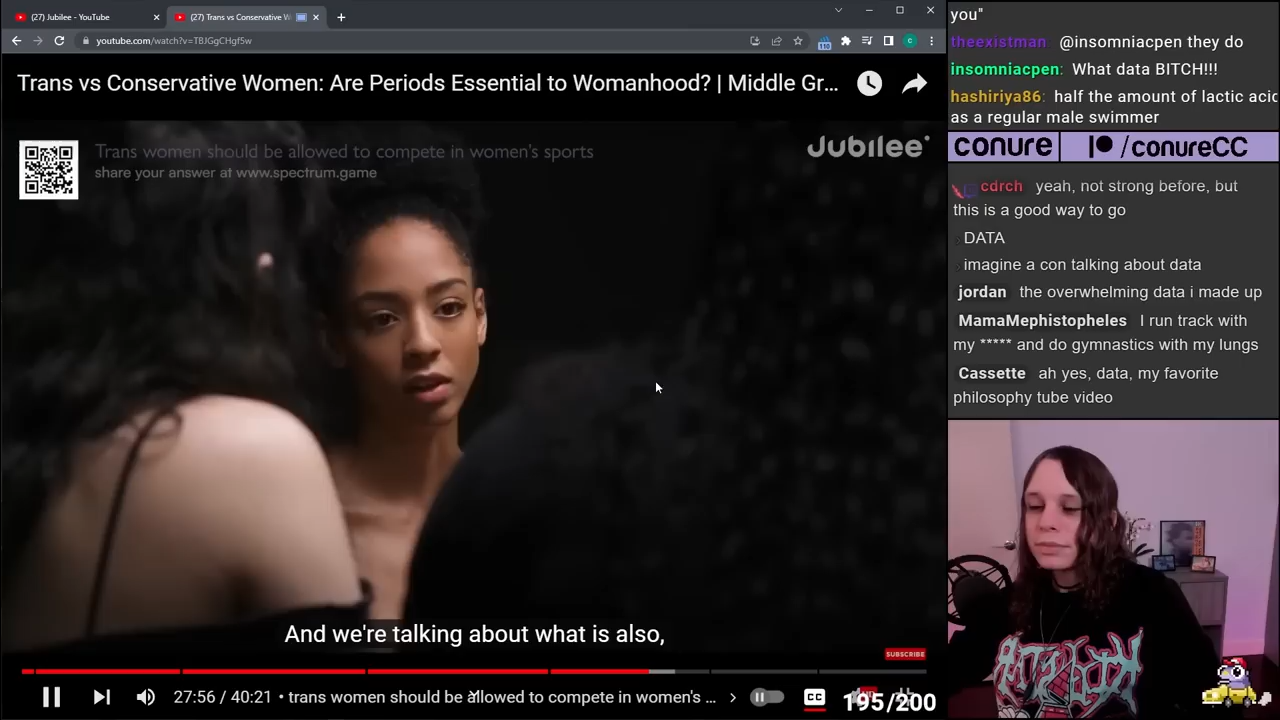 (27) Jubilee - YouTube
(27) Trans vs Conservative W
youtube.com/watch?v=TBJGgCHgf5w
Trans vs Conservative Women: Are Periods Essential to Womanhood? | Middle Gr...
Trans women should be allowed to compete in women's sports
share your answer at www.spectrum.game
Jubilee
And we're talking about what is also,
SUBSCRIBE
27:56 / 40:21 • trans women should be allowed to compete in women's ...
CC
195/200
you"
theexistman @insomniacpen they do
insomniacpen: What data BITCH!!!
hashiriya86: half the amount of lactic acid
as a regular male swimmer
conure /conureCC
cdrch yeah, not strong before, but
this is a good way to go
DATA
imagine a con talking about data
jordan the overwhelming data i made up
MamaMephistopheles I run track with
my ***** and do gymnastics with my lungs
Cassette ah yes, data, my favorite
philosophy tube video